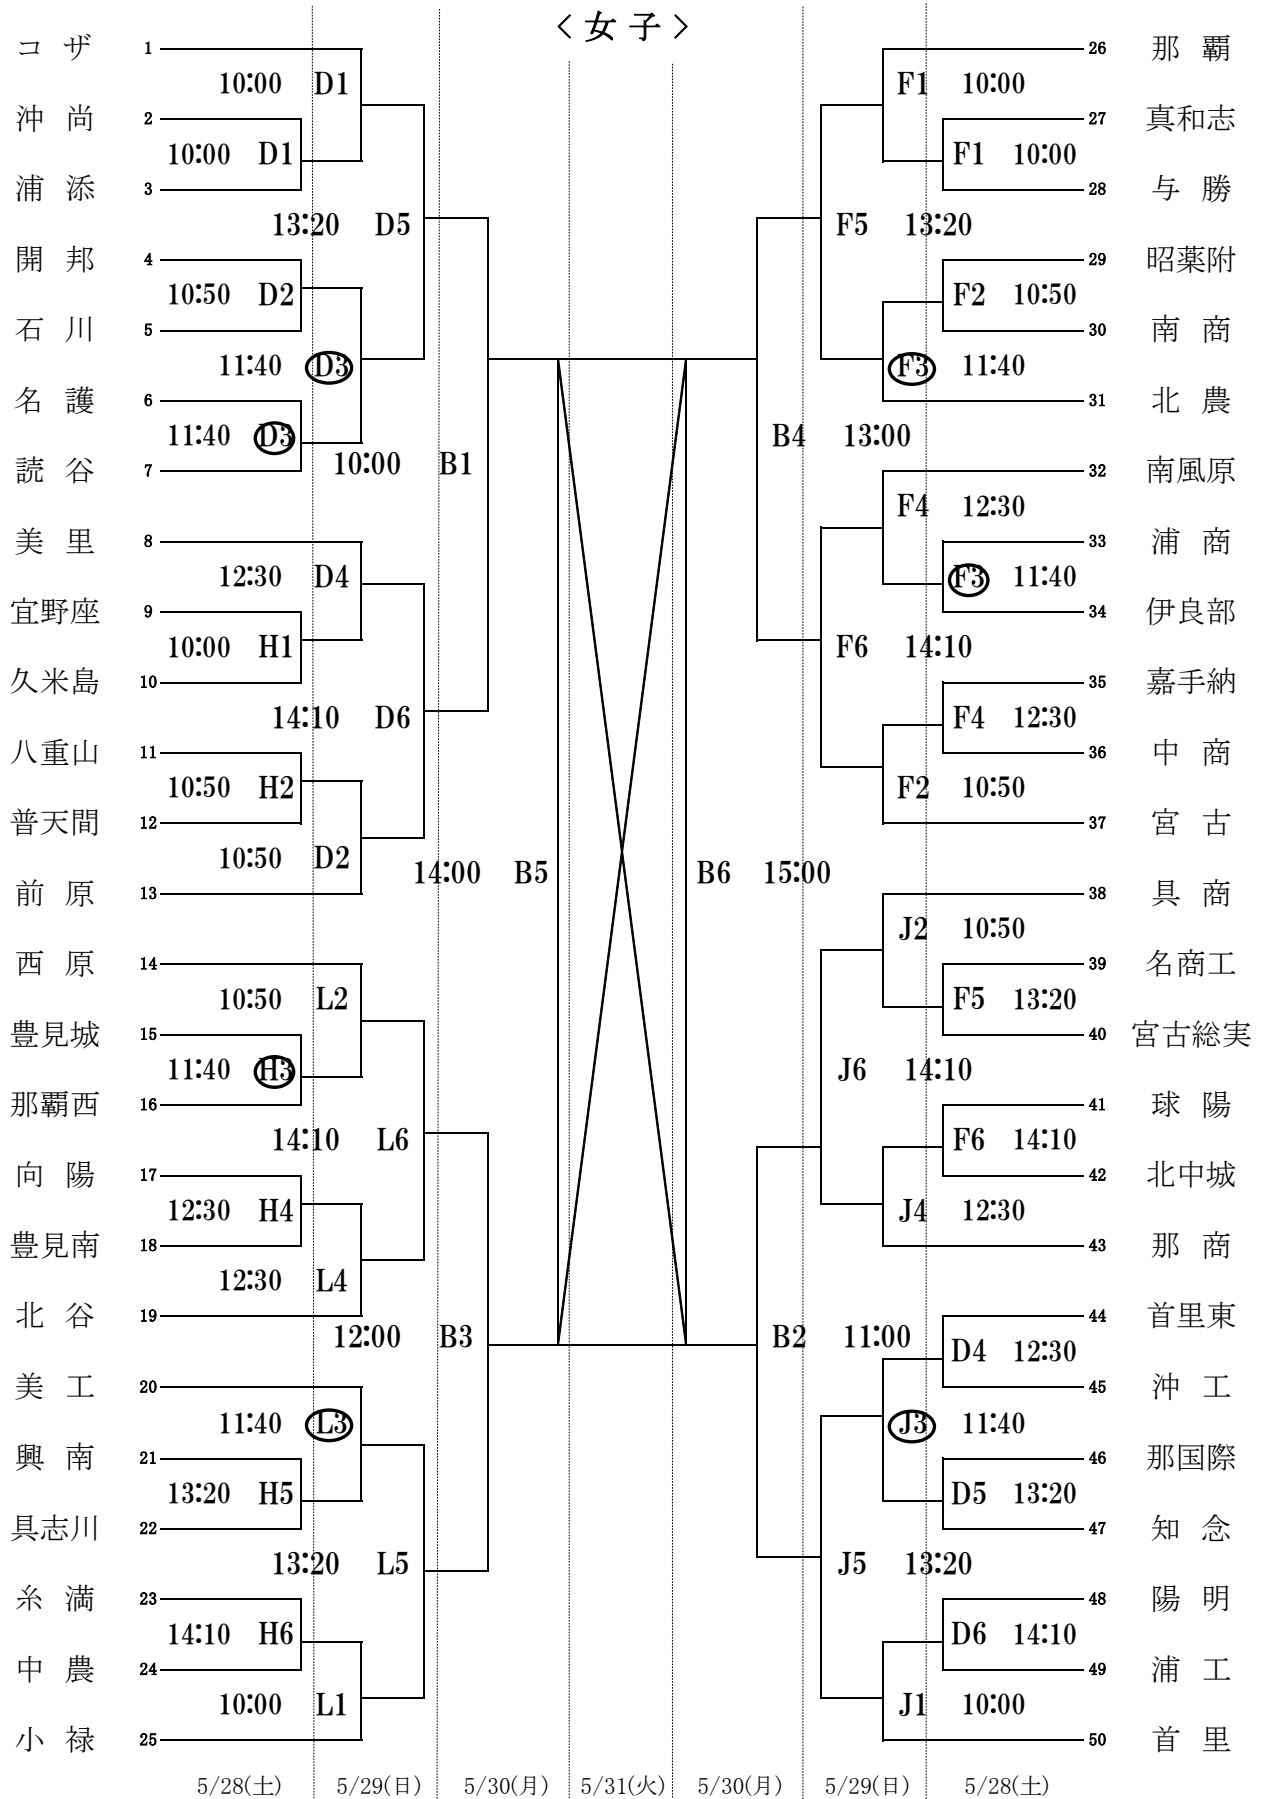 ＜女子＞
コザ 1 26 那覇
10:00 D1 F1 10:00
沖尚 2 27 真和志
10:00 D1 F1 10:00
浦添 3 28 与勝
13:20 D5 F5 13:20
開邦 4 29 昭薬附
10:50 D2 F2 10:50
石川 5 30 南商
11:40 D3 F3 11:40
名護 6 31 北農
11:40 D3 B4 13:00
10:00 B1
読谷 7 32 南風原
F4 12:30
美里 8 33 浦商
12:30 D4 F3 11:40
宜野座 9 34 伊良部
10:00 H1 F6 14:10
久米島 10 35 嘉手納
14:10 D6 F4 12:30
八重山 11 36 中商
10:50 H2 F2 10:50
普天間 12 37 宮古
10:50 D2
14:00 B5 B6 15:00
前原 13 38 具商
J2 10:50
西原 14 39 名商工
10:50 L2 F5 13:20
豊見城 15 40 宮古総実
11:40 H3 J6 14:10
那覇西 16 41 球陽
14:10 L6 F6 14:10
向陽 17 42 北中城
12:30 H4 J4 12:30
豊見南 18 43 那商
12:30 L4
北谷 19 44 首里東
12:00 B3 B2 11:00
D4 12:30
美工 20 45 沖工
11:40 L3 J3 11:40
興南 21 46 那国際
13:20 H5 D5 13:20
具志川 22 47 知念
13:20 L5 J5 13:20
糸満 23 48 陽明
14:10 H6 D6 14:10
中農 24 49 浦工
10:00 L1 J1 10:00
小禄 25 50 首里
5/28(土) 5/29(日) 5/30(月) 5/31(火) 5/30(月) 5/29(日) 5/28(土)